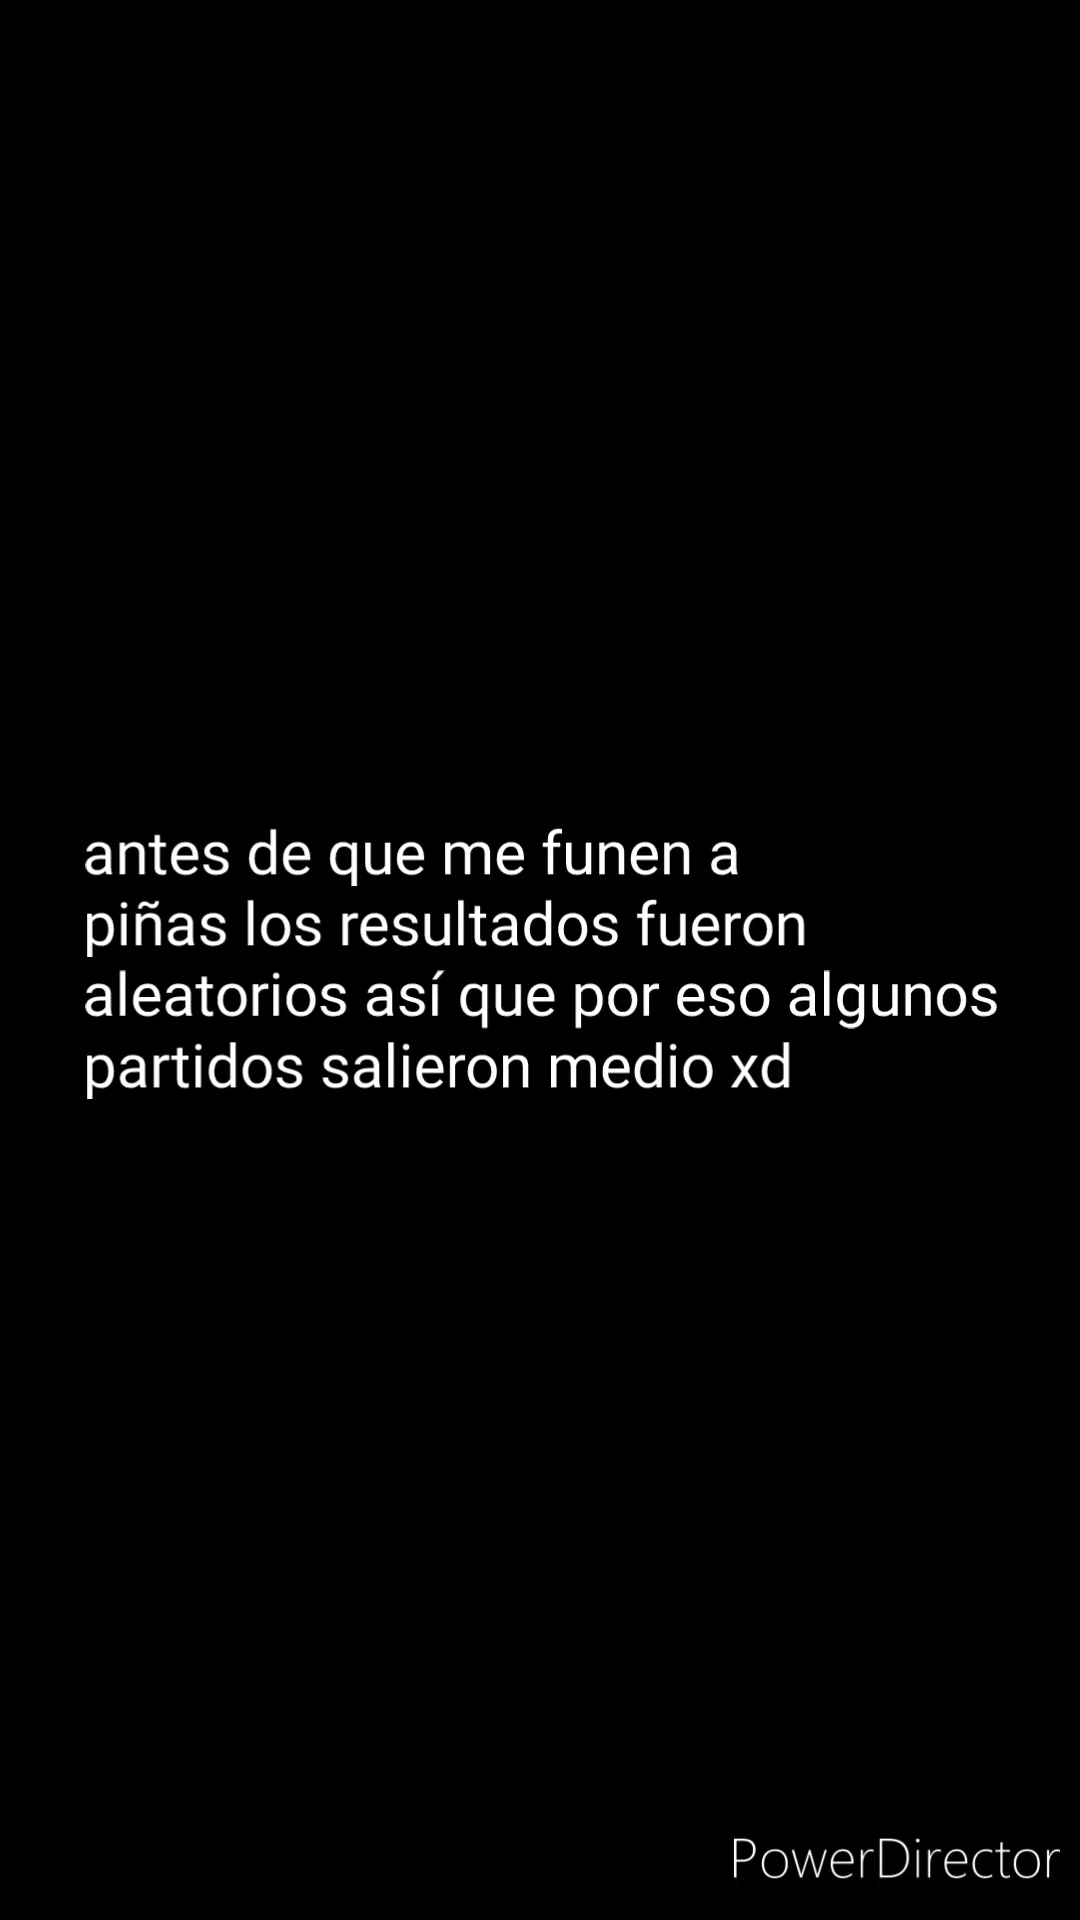 antes de que me funen a
piñas los resultados fueron
aleatorios así que por eso algunos
partidos salieron medio xd
PowerDirector